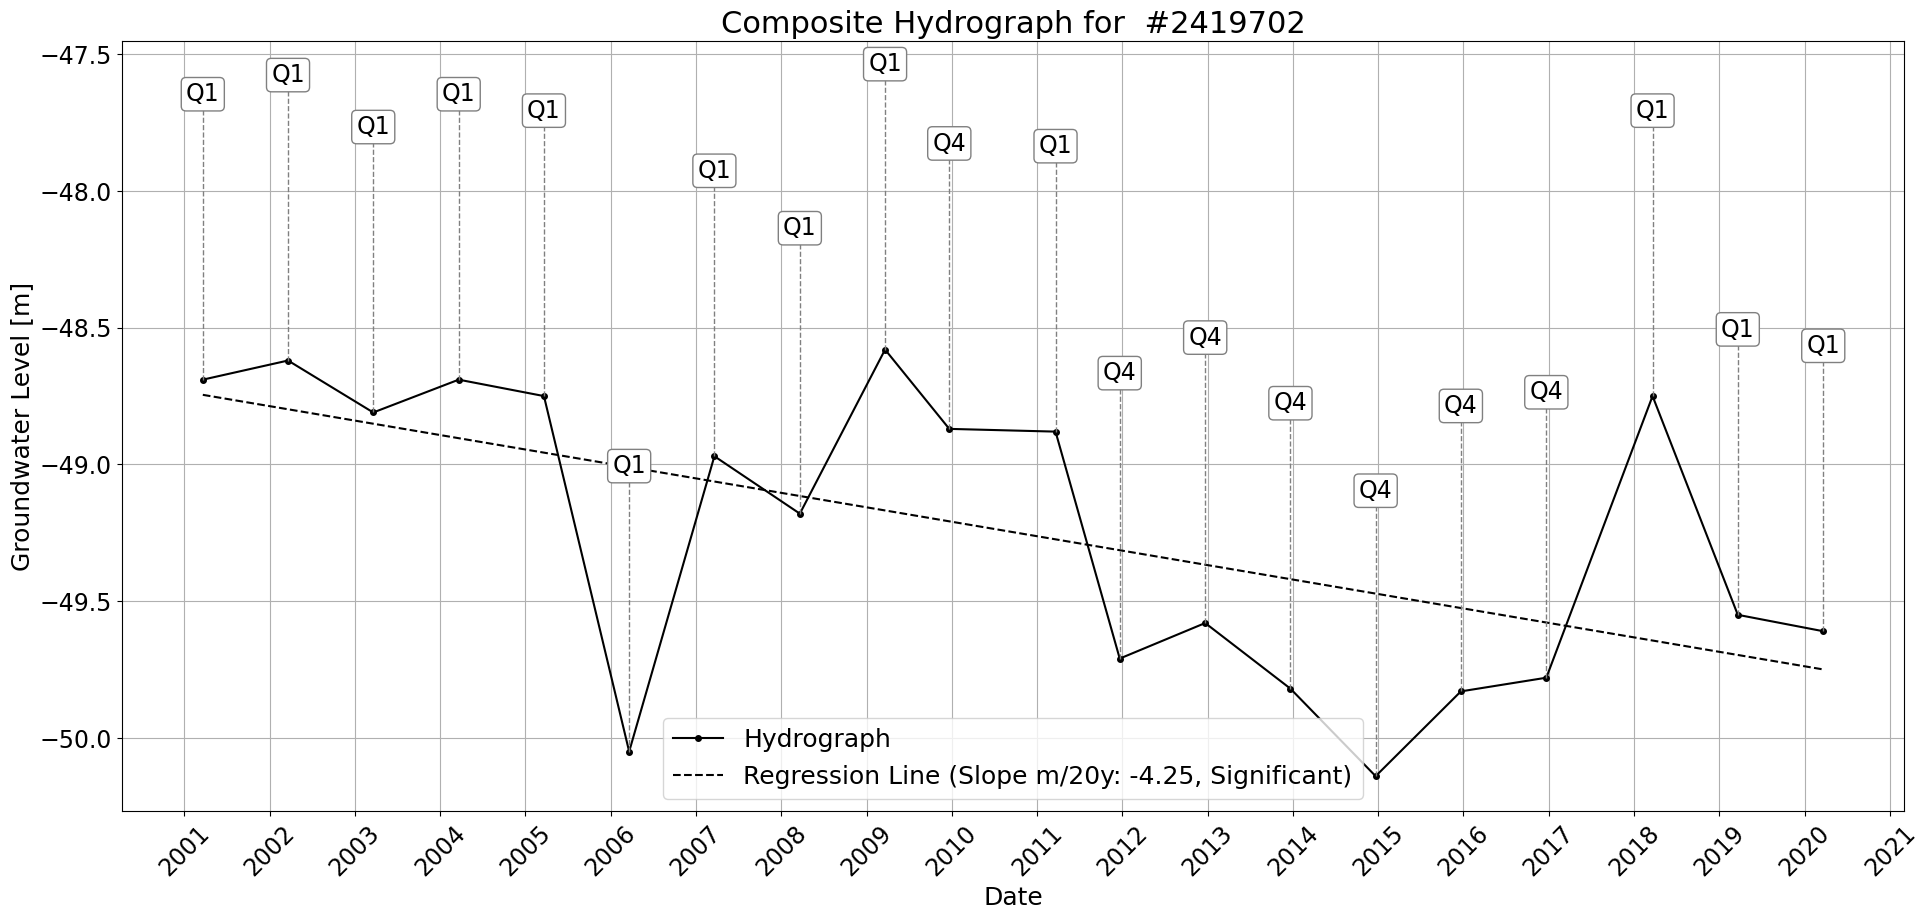 Composite Hydrograph for  #2419702
Groundwater Level [m]
−47.5
−48.0
−48.5
−49.0
−49.5
−50.0
Q1
Q1
Q1
Q1
Q1
Q1
Q1
Q1
Q1
Q4
Q1
Q4
Q4
Q4
Q4
Q4
Q4
Q1
Q1
Q1
Hydrograph
Regression Line (Slope m/20y: -4.25, Significant)
2001
2002
2003
2004
2005
2006
2007
2008
2009
2010
2011
2012
2013
2014
2015
2016
2017
2018
2019
2020
2021
Date